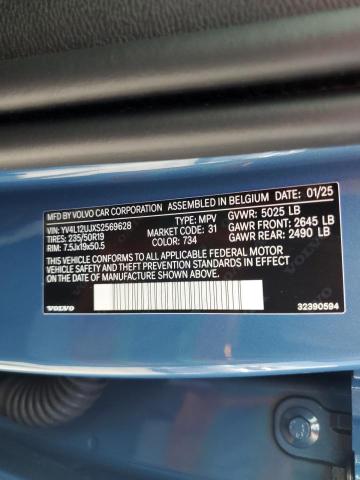 MFD. BY VOLVO CAR CORPORATION ASSEMBLED IN BELGIUM DATE: 01/25
VIN: YV4L12UJXS2569628 TYPE: MPV GVWR: 5025 LB
TIRES: 235/50R19 MARKET CODE: 31 GAWR FRONT: 2645 LB
RIM: 7.5Jx19x50.5 COLOR: 734 GAWR REAR: 2490 LB
THIS VEHICLE CONFORMS TO ALL APPLICABLE FEDERAL MOTOR
VEHICLE SAFETY AND THEFT PREVENTION STANDARDS IN EFFECT
ON THE DATE OF MANUFACTURE SHOWN ABOVE.
VOLVO 32390594